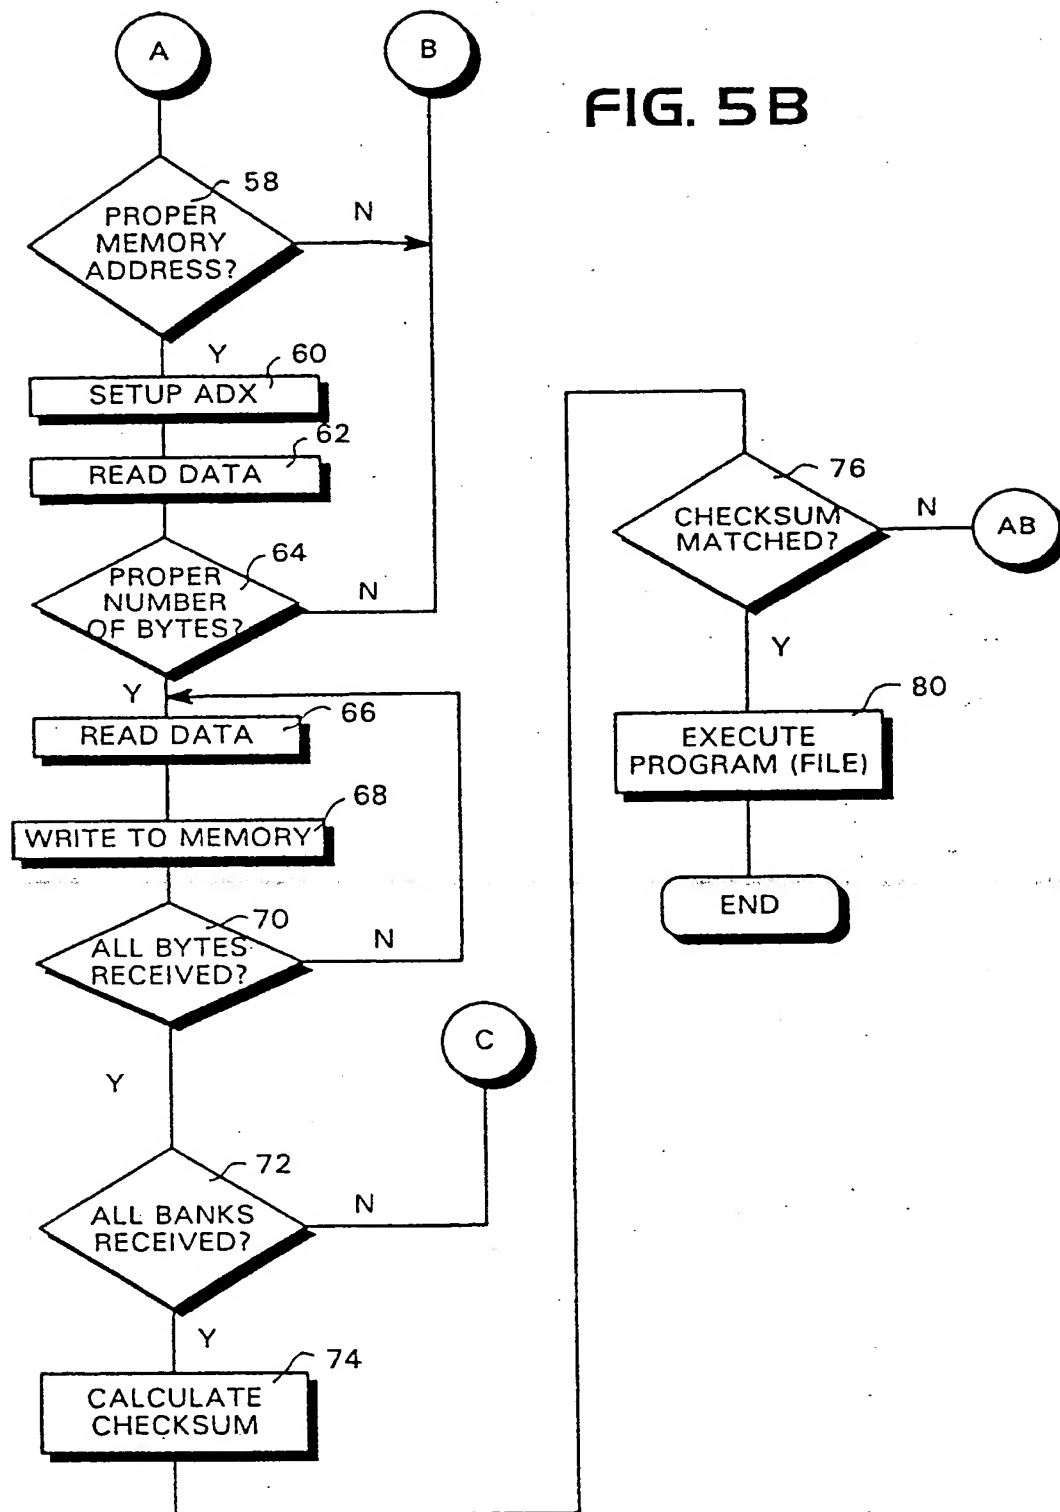 A
B
FIG. 5B
58
PROPER
MEMORY
ADDRESS?
N
Y
60
SETUP ADX
62
READ DATA
64
PROPER
NUMBER
OF BYTES?
N
Y
66
READ DATA
68
WRITE TO MEMORY
70
ALL BYTES
RECEIVED?
N
Y
C
72
ALL BANKS
RECEIVED?
N
Y
74
CALCULATE
CHECKSUM
76
CHECKSUM
MATCHED?
N
AB
Y
80
EXECUTE
PROGRAM (FILE)
END